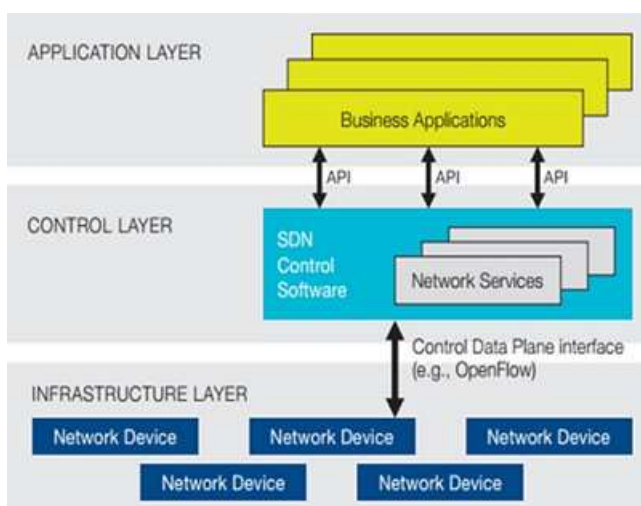 APPLICATION LAYER
Business Applications
API
API
API
CONTROL LAYER
SDN
Control
Software
Network Services
Control Data Plane interface
(e.g., OpenFlow)
INFRASTRUCTURE LAYER
Network Device
Network Device
Network Device
Network Device
Network Device